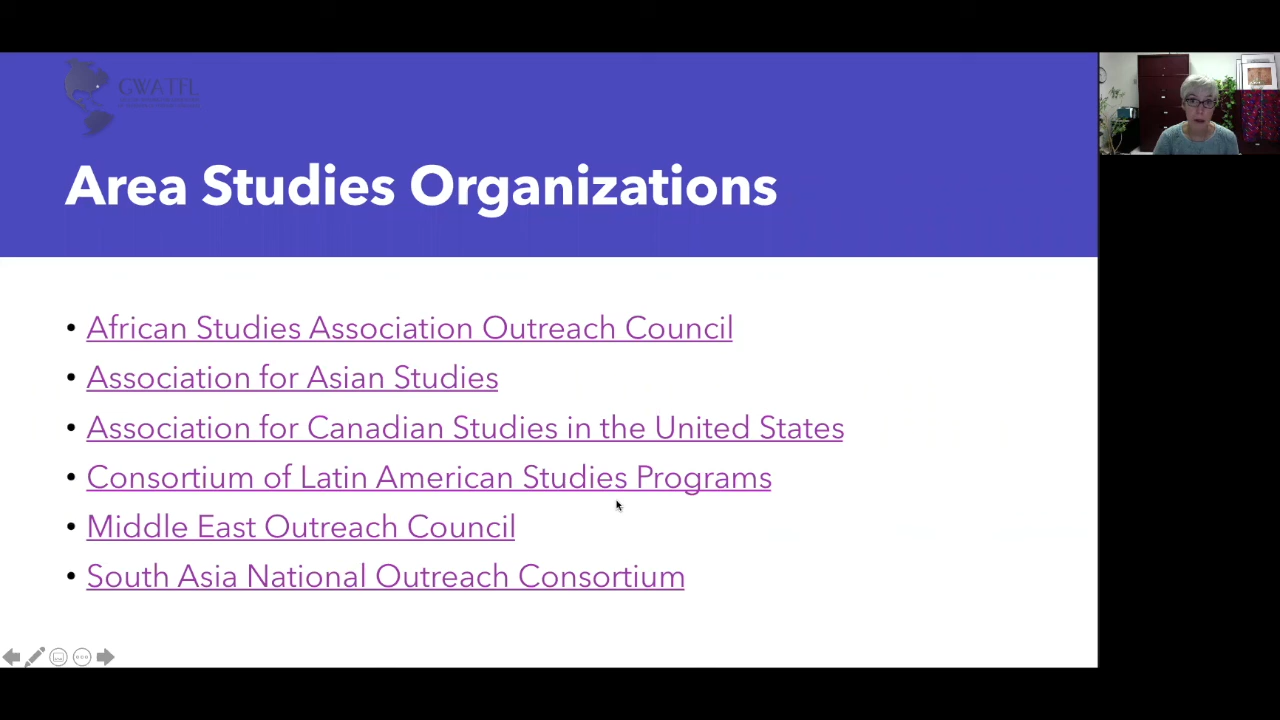 GWATFL
Area Studies Organizations
• African Studies Association Outreach Council
• Association for Asian Studies
• Association for Canadian Studies in the United States
• Consortium of Latin American Studies Programs
• Middle East Outreach Council
• South Asia National Outreach Consortium